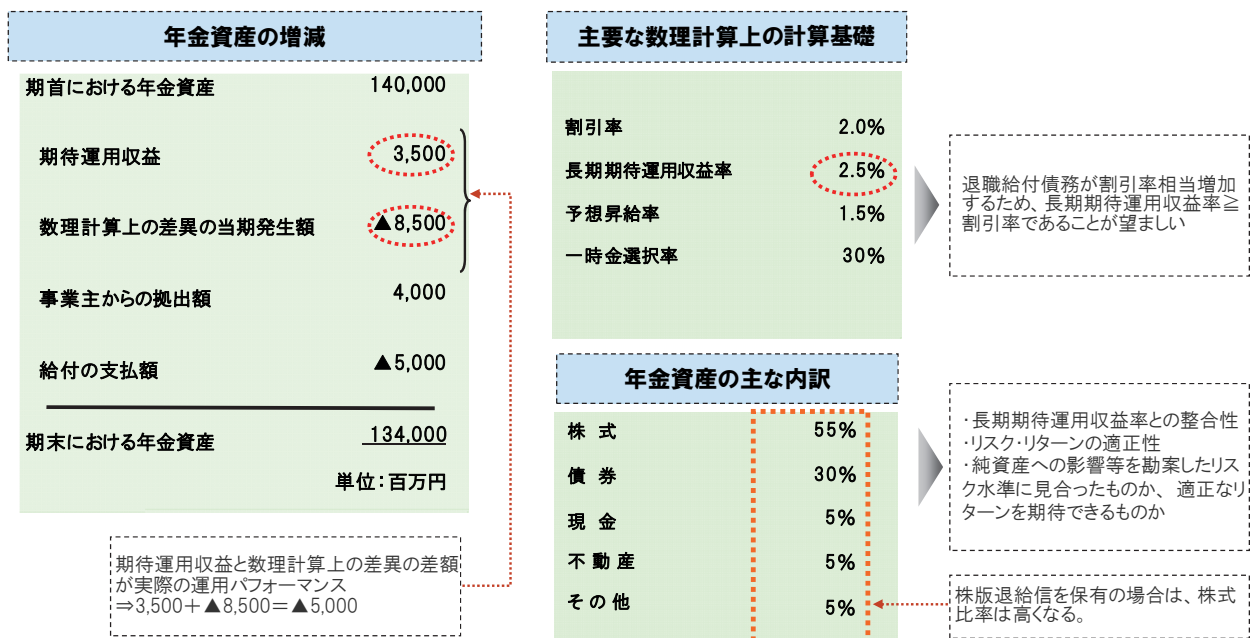 年金資産の増減
期首における年金資産 140,000
期待運用収益 3,500
数理計算上の差異の当期発生額 ▲8,500
事業主からの拠出額 4,000
給付の支払額 ▲5,000
期末における年金資産 134,000
単位：百万円
期待運用収益と数理計算上の差異の差額
が実際の運用パフォーマンス
⇒3,500＋▲8,500＝▲5,000
主要な数理計算上の計算基礎
割引率 2.0%
長期期待運用収益率 2.5%
予想昇給率 1.5%
一時金選択率 30%
退職給付債務が割引率相当増加
するため、長期期待運用収益率≧
割引率であることが望ましい
年金資産の主な内訳
株 式 55%
債 券 30%
現 金 5%
不 動 産 5%
そ の 他 5%
・長期期待運用収益率との整合性
・リスク・リターンの適正性
・純資産への影響等を勘案したリス
ク水準に見合ったものか、 適正なリ
ターンを期待できるものか
株版退給信を保有の場合は、株式
比率は高くなる。